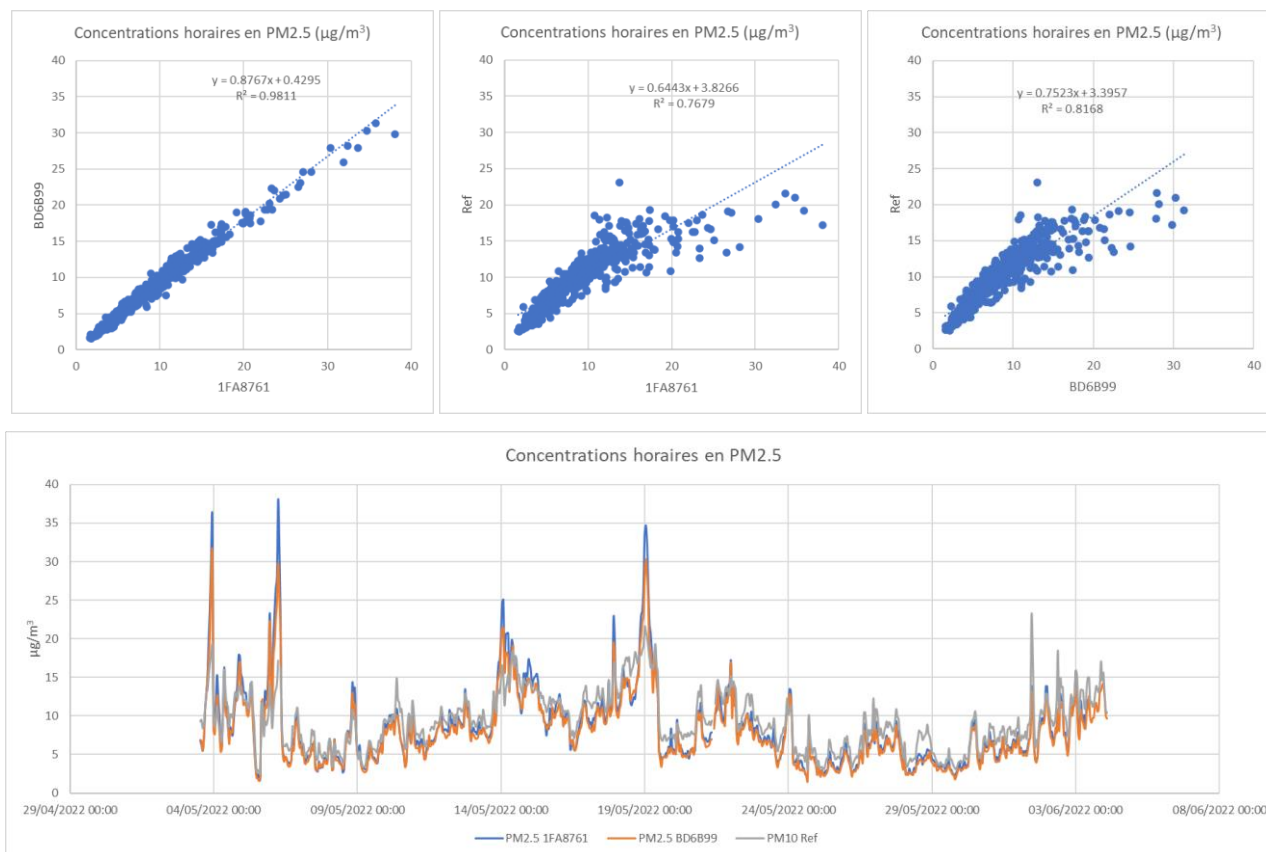 Concentrations horaires en PM2.5 (µg/m³)
y = 0.8767x + 0.4295
R² = 0.9811
40
35
30
25
20
15
10
5
0
BD6B99
0 10 20 30 40
1FA8761
Concentrations horaires en PM2.5 (µg/m³)
y = 0.6443x + 3.8266
R² = 0.7679
40
35
30
25
20
15
10
5
0
Ref
0 10 20 30 40
1FA8761
Concentrations horaires en PM2.5 (µg/m³)
y = 0.7523x + 3.3957
R² = 0.8168
40
35
30
25
20
15
10
5
0
Ref
0 10 20 30 40
BD6B99
Concentrations horaires en PM2.5
40
35
30
25
20
15
10
5
0
µg/m³
29/04/2022 00:00 04/05/2022 00:00 09/05/2022 00:00 14/05/2022 00:00 19/05/2022 00:00 24/05/2022 00:00 29/05/2022 00:00 03/06/2022 00:00 08/06/2022 00:00
PM2.5 1FA8761 PM2.5 BD6B99 PM10 Ref